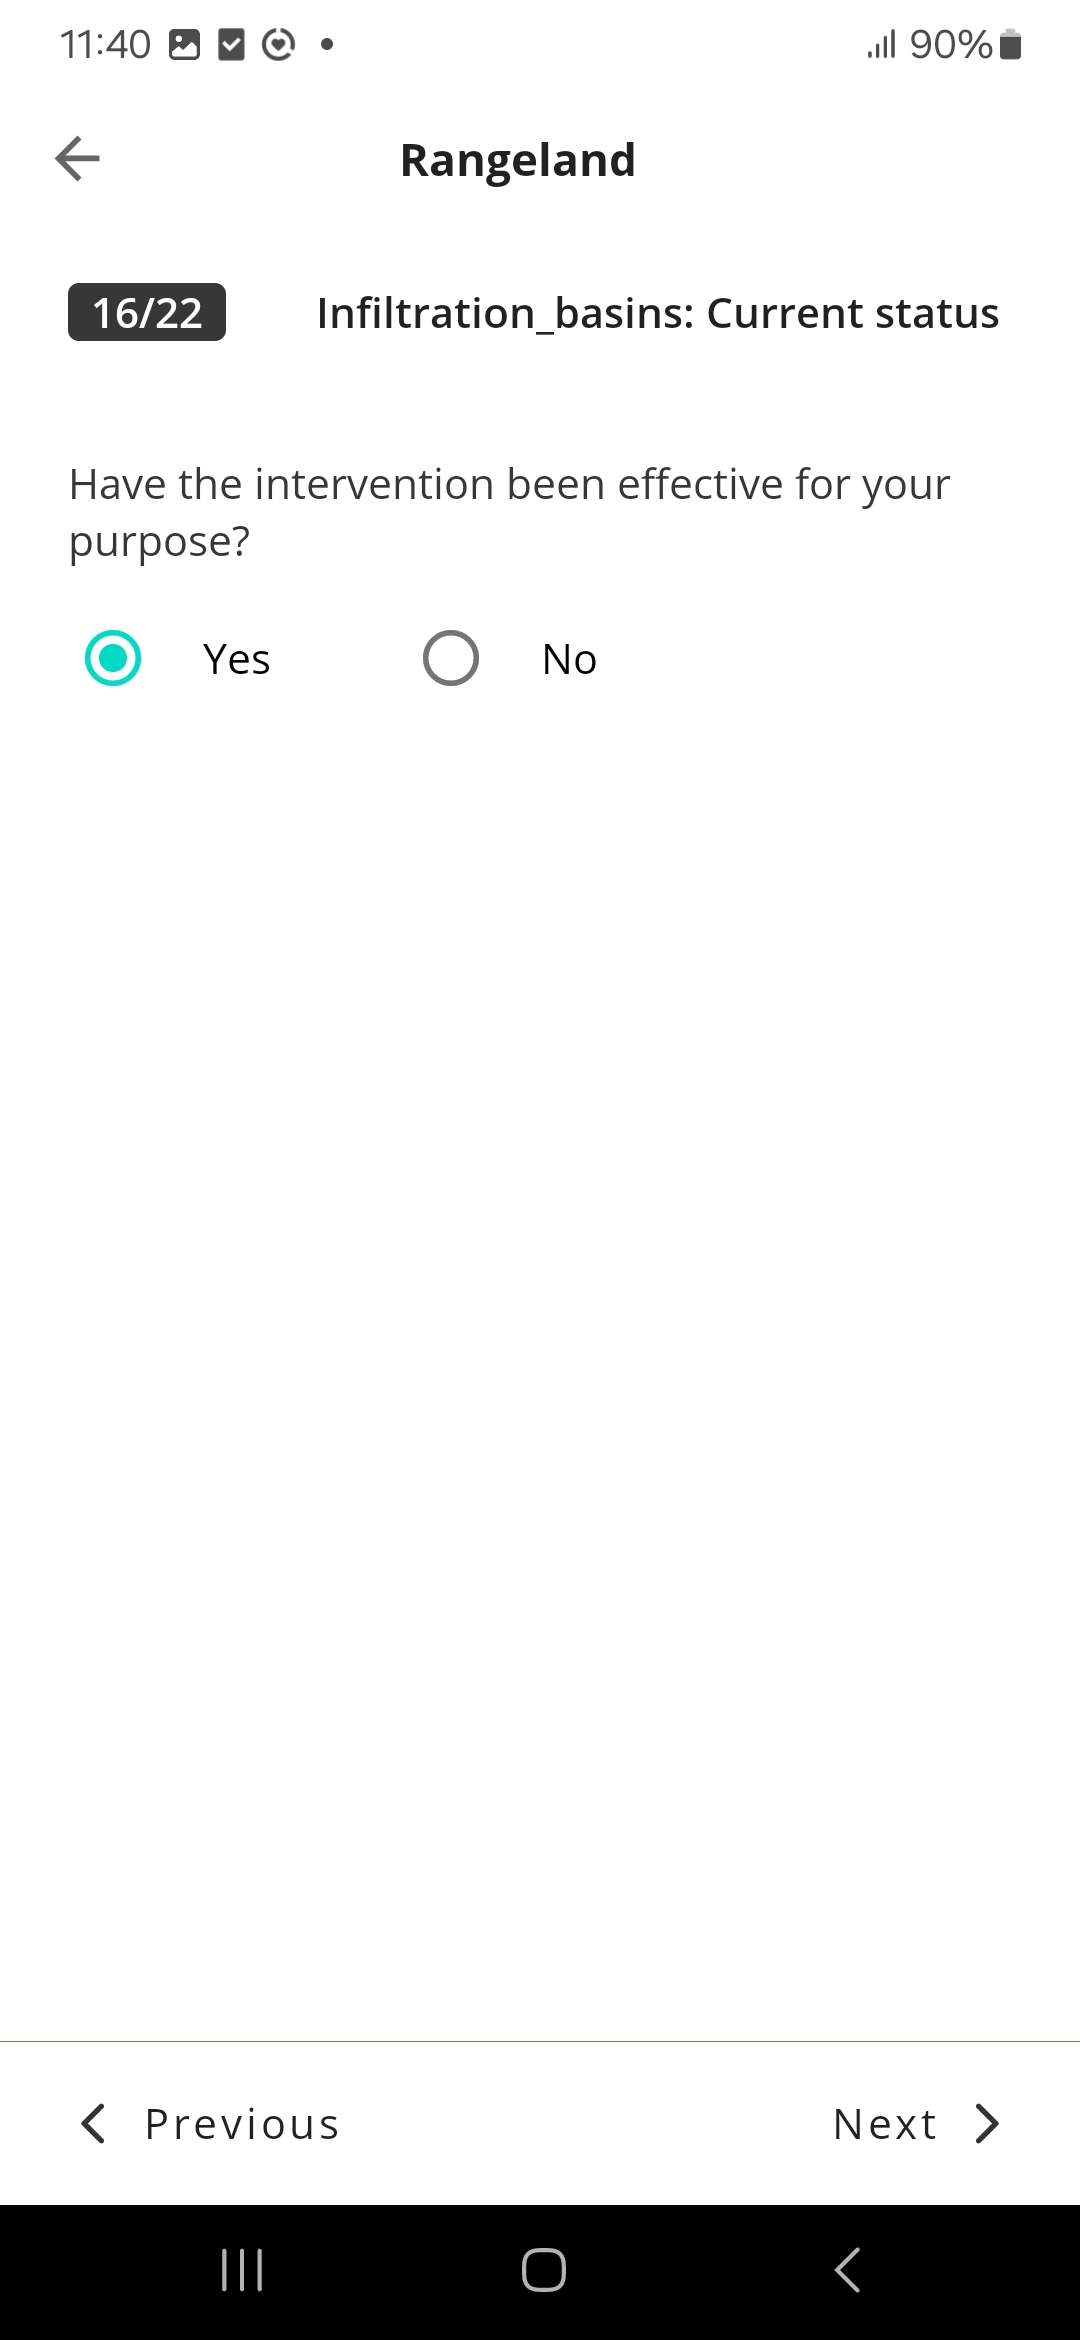 11:40
90%
Rangeland
16/22
Infiltration_basins: Current status
Have the intervention been effective for your
purpose?
Yes
No
Previous
Next